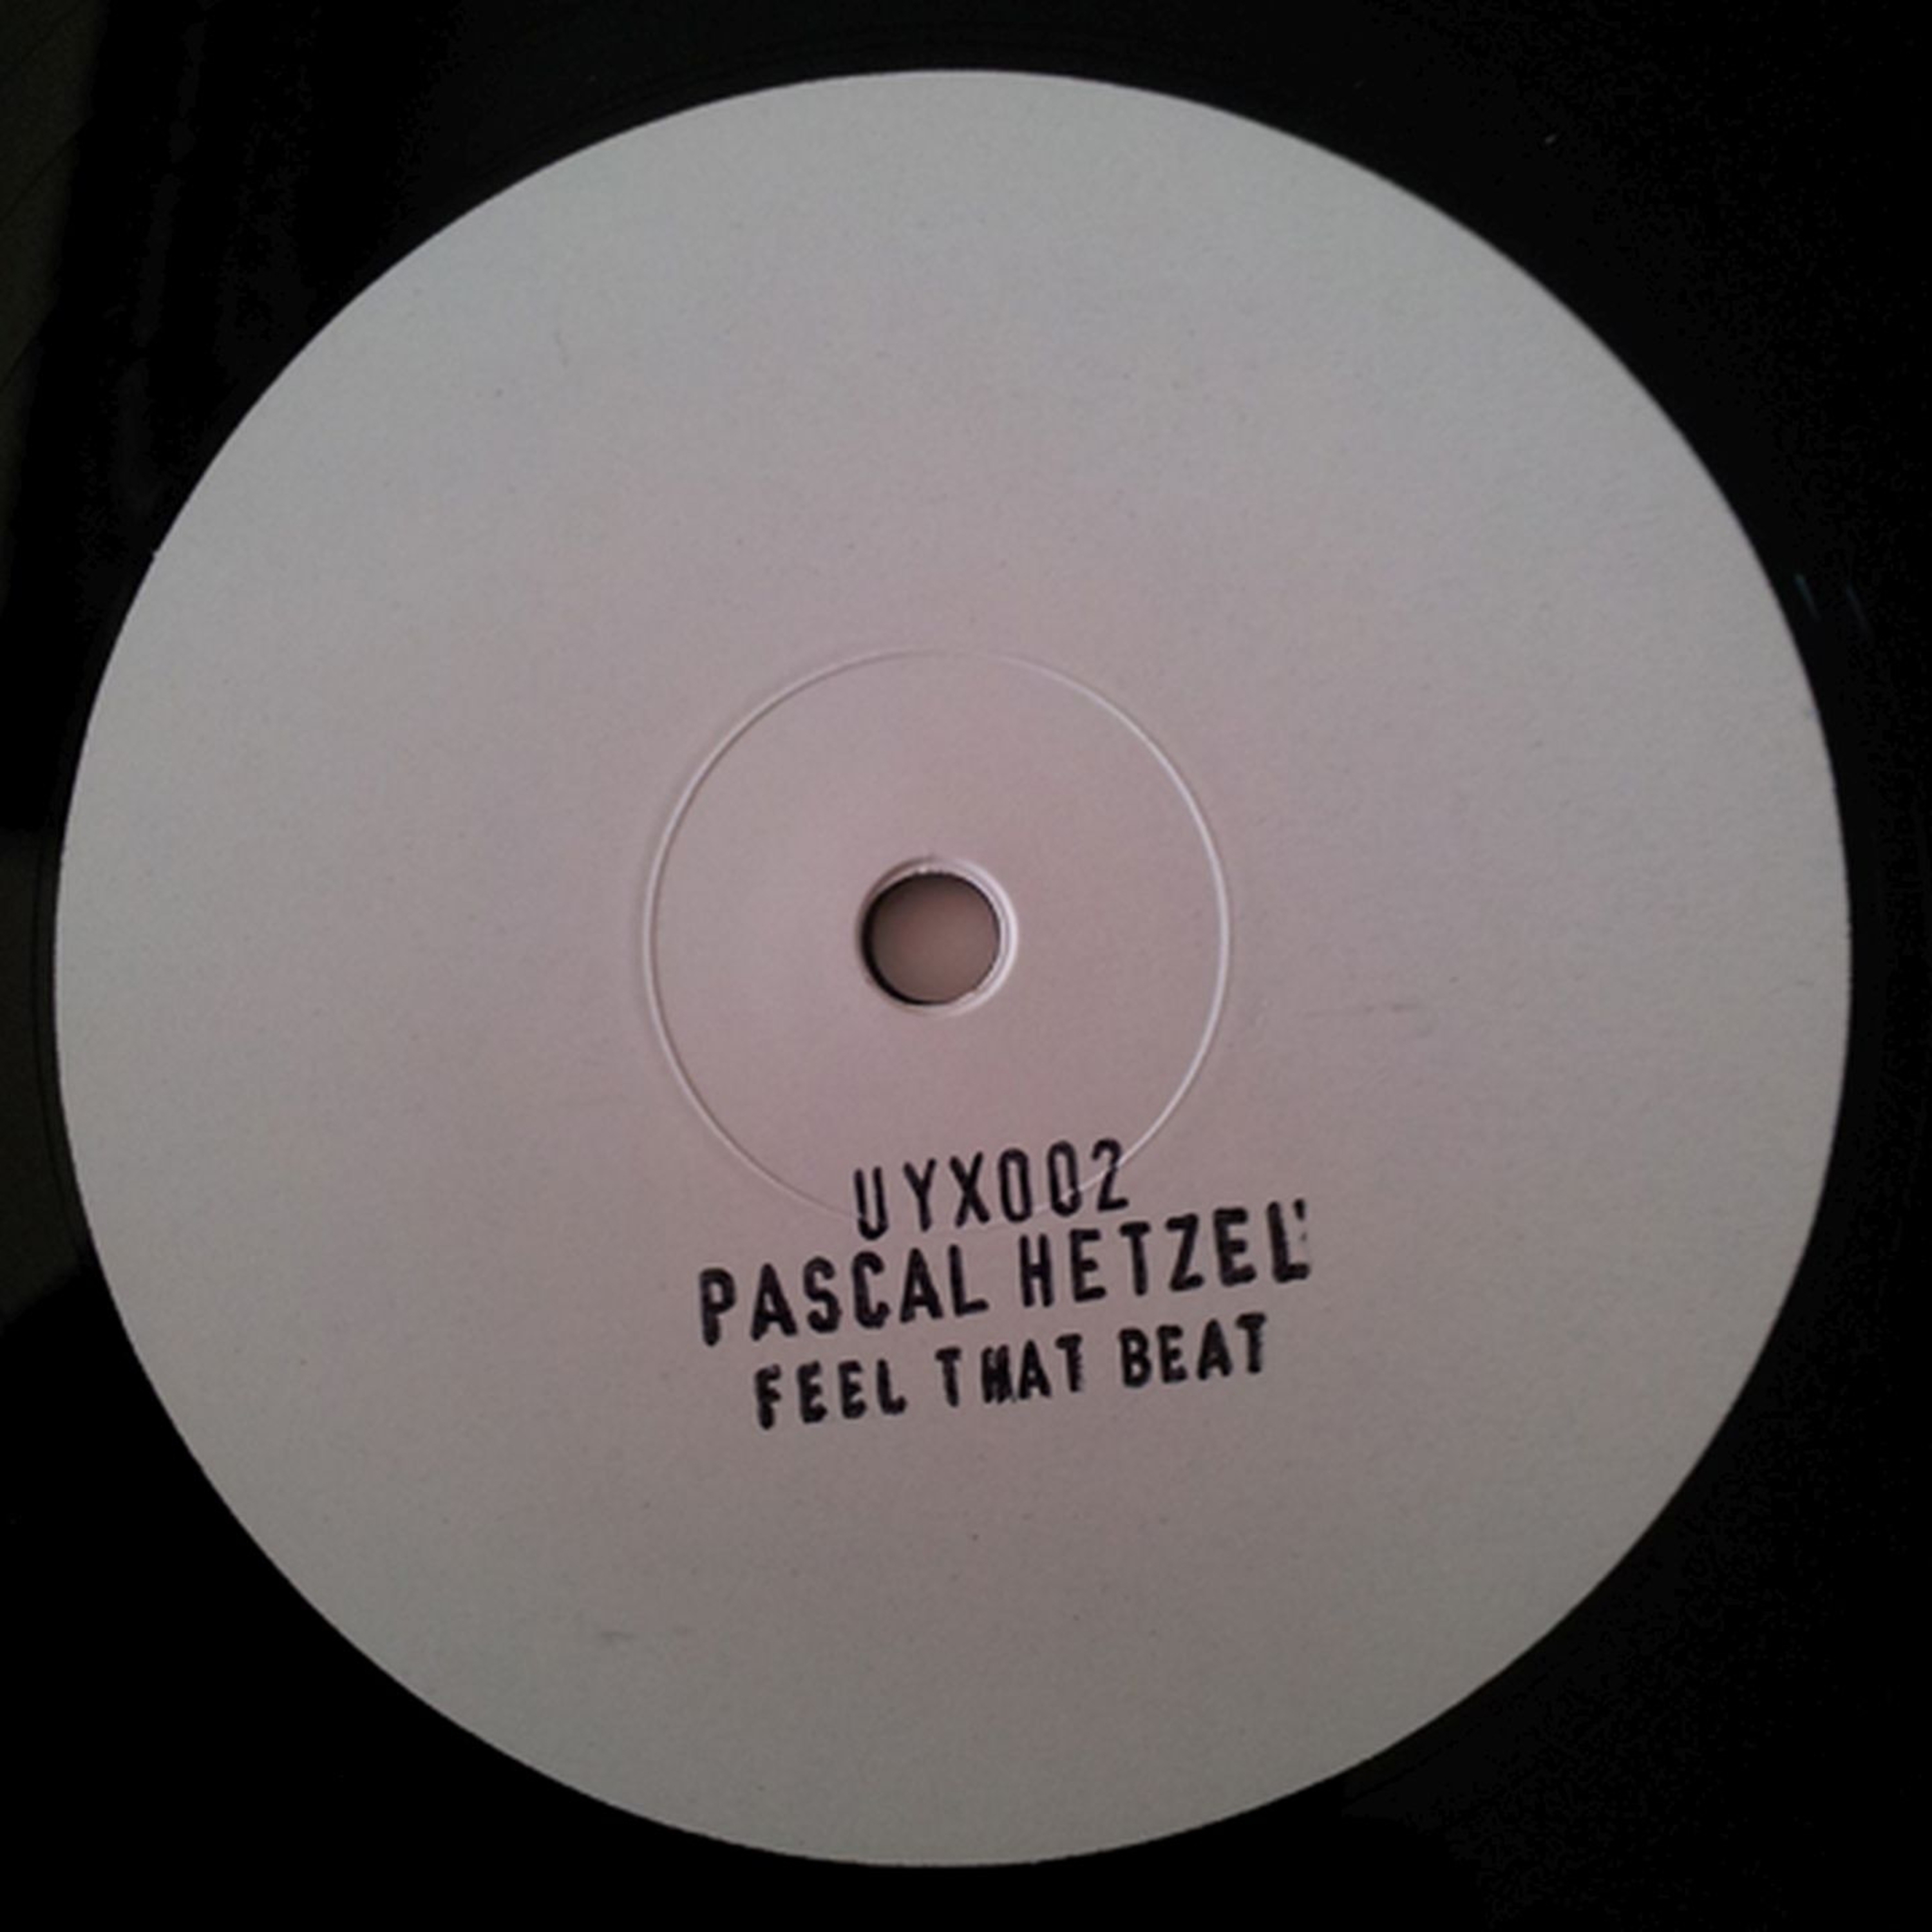 UYX002
PASCAL HETZEL
FEEL THAT BEAT